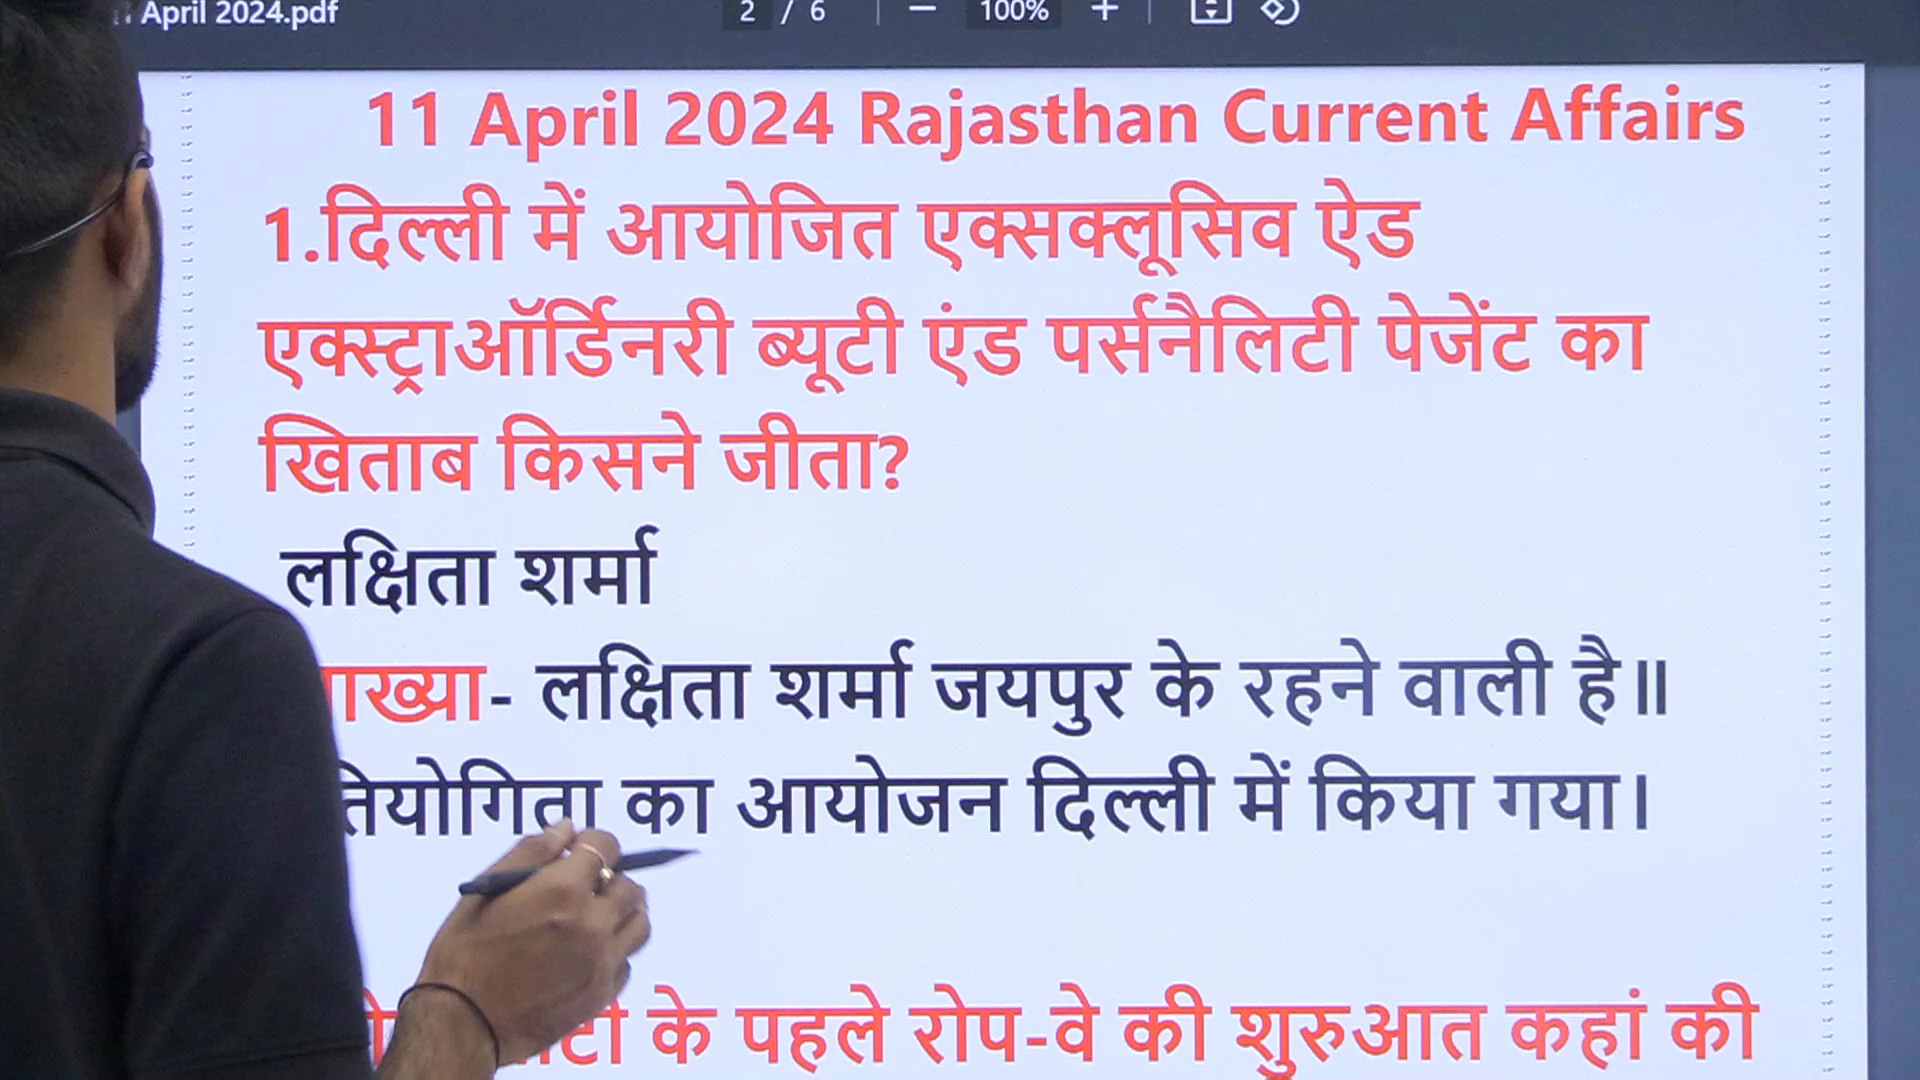 April 2024.pdf
2 / 6
100%
11 April 2024 Rajasthan Current Affairs
1.दिल्ली में आयोजित एक्सक्लूसिव ऐड
एक्स्ट्राऑर्डिनरी ब्यूटी एंड पर्सनैलिटी पेजेंट का
खिताब किसने जीता?
लक्षिता शर्मा
लक्षिता शर्मा जयपुर के रहने वाली है॥
का आयोजन दिल्ली में किया गया।
के पहले रोप-वे की शुरुआत कहां की